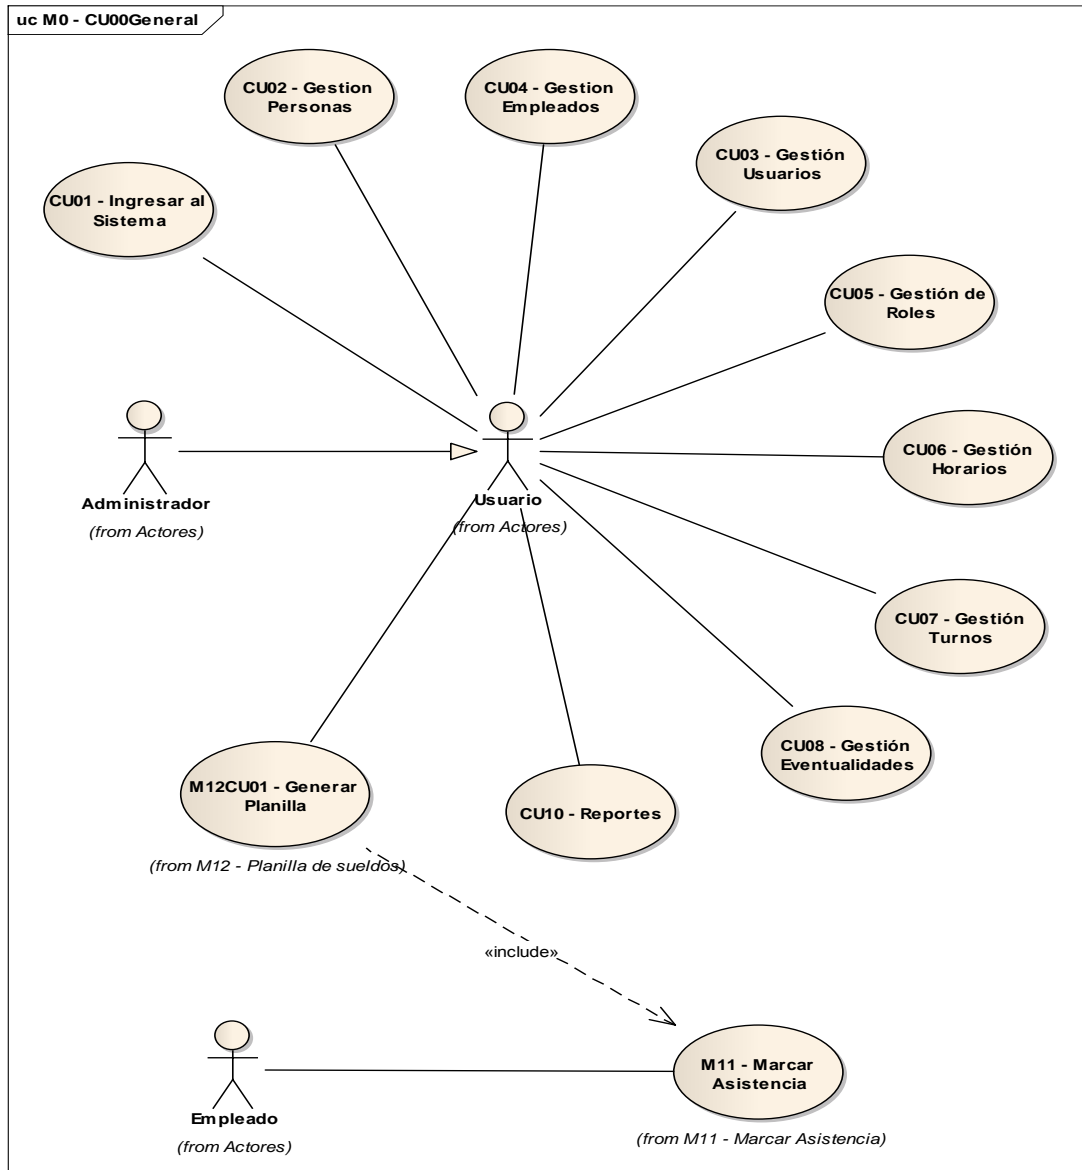 uc M0 - CU00General
CU02 - Gestion
Personas
CU04 - Gestion
Empleados
CU03 - Gestión
Usuarios
CU01 - Ingresar al
Sistema
CU05 - Gestión de
Roles
CU06 - Gestión
Horarios
Administrador
(from Actores)
Usuario
(from Actores)
CU07 - Gestión
Turnos
CU08 - Gestión
Eventualidades
M12CU01 - Generar
Planilla
(from M12 - Planilla de sueldos)
CU10 - Reportes
«include»
Empleado
(from Actores)
M11 - Marcar
Asistencia
(from M11 - Marcar Asistencia)